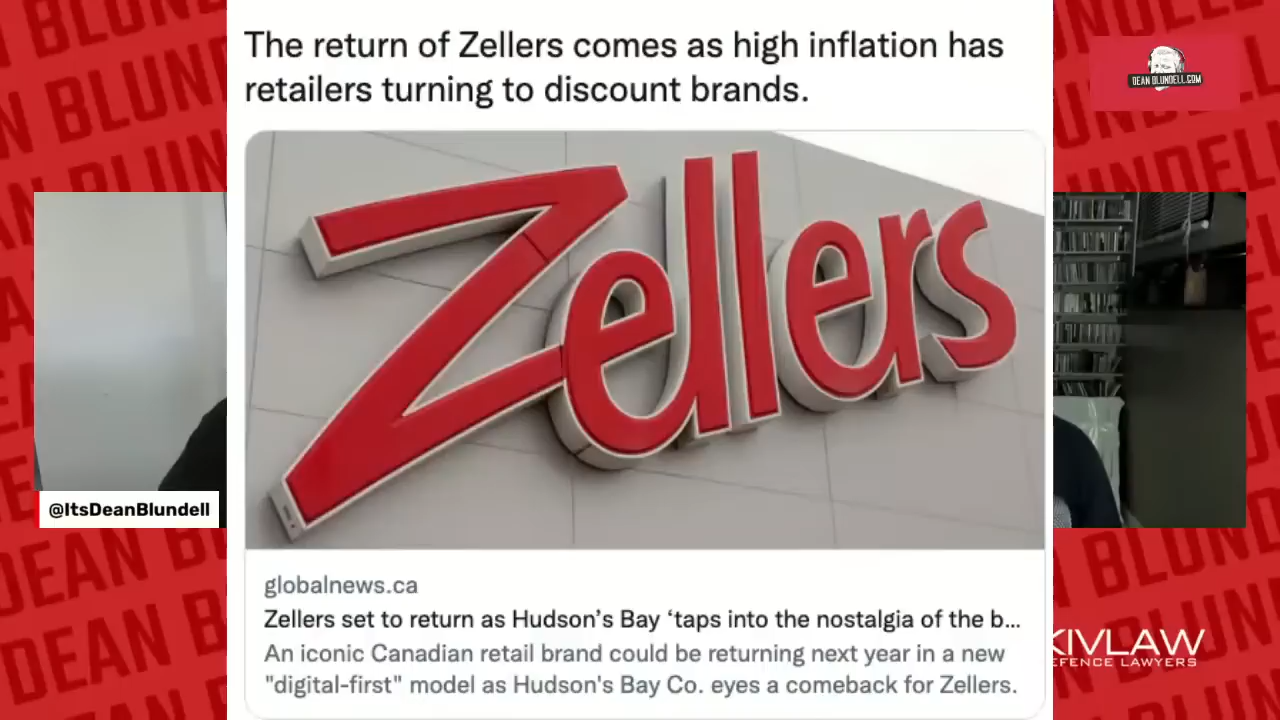 The return of Zellers comes as high inflation has
retailers turning to discount brands.
DEAN BLUNDELL.COM
Zellers
@ItsDeanBlundell
globalnews.ca
Zellers set to return as Hudson's Bay ‘taps into the nostalgia of the b...
An iconic Canadian retail brand could be returning next year in a new
"digital-first" model as Hudson's Bay Co. eyes a comeback for Zellers.
KIVLAW
EFENCE LAWYERS
DEAN BLUNDELL